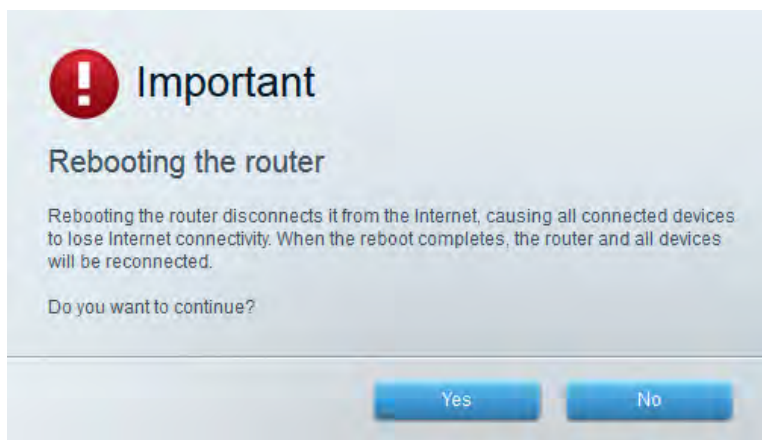 Important
Rebooting the router
Rebooting the router disconnects it from the Internet, causing all connected devices
to lose Internet connectivity. When the reboot completes, the router and all devices
will be reconnected.
Do you want to continue?
Yes No